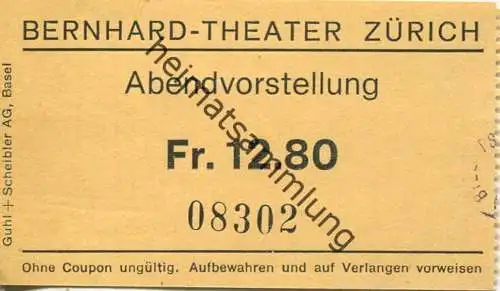 BERNHARD-THEATER ZÜRICH
Abendvorstellung
Fr. 12.80
08302
Ohne Coupon ungültig. Aufbewahren und auf Verlangen vorweisen
Guhl + Scheibler AG, Basel
heimatsammlung